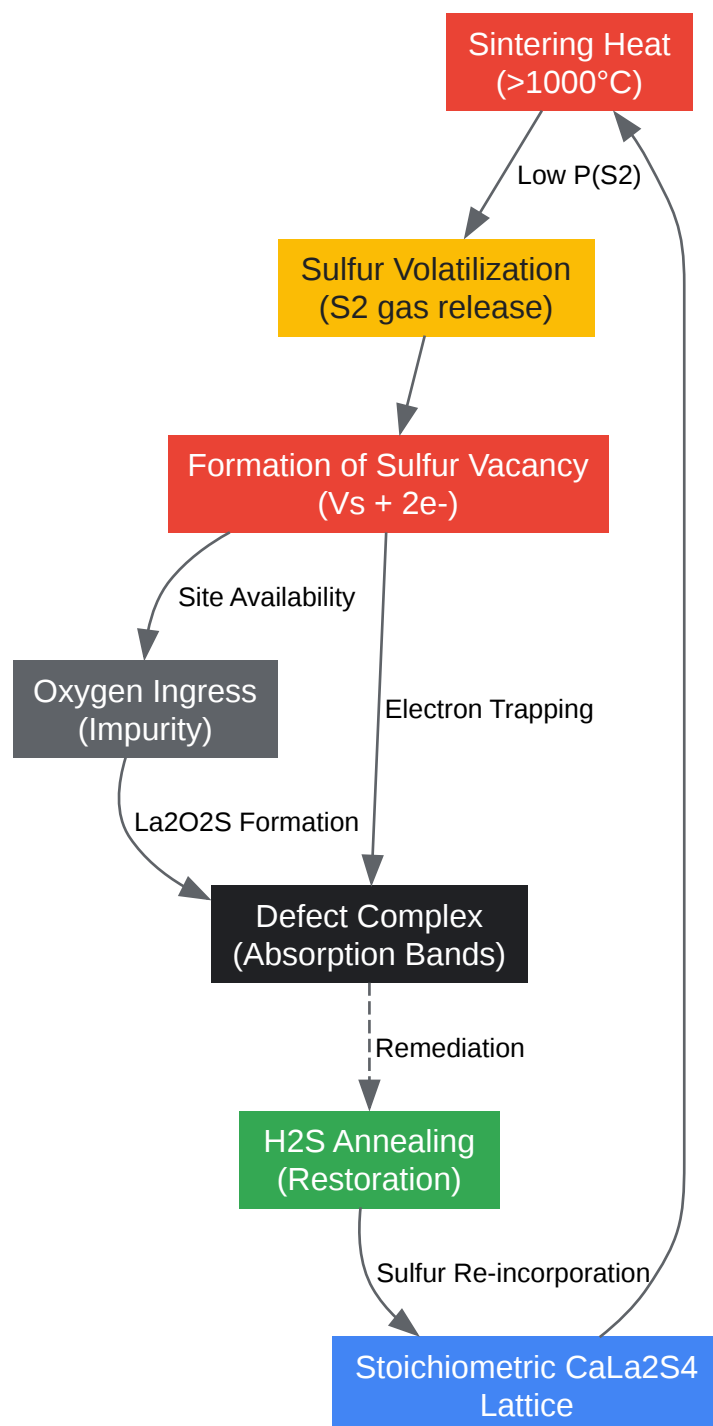 Sintering Heat
(>1000°C)
Low P(S2)
Sulfur Volatilization
(S2 gas release)
Formation of Sulfur Vacancy
(Vs + 2e-)
Site Availability
Oxygen Ingress
(Impurity)
Electron Trapping
La2O2S Formation
Defect Complex
(Absorption Bands)
Remediation
H2S Annealing
(Restoration)
Sulfur Re-incorporation
Stoichiometric CaLa2S4
Lattice